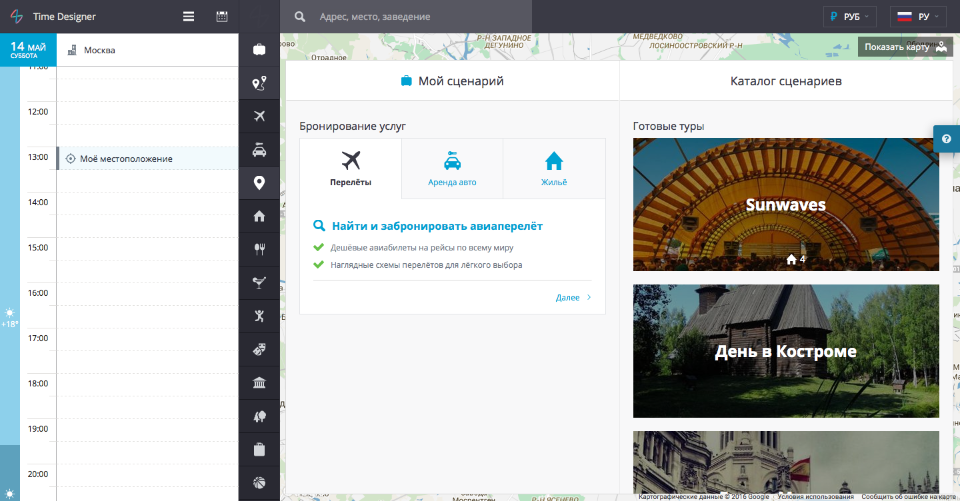 Time Designer
Адрес, место, заведение
РУБ
РУ
14 МАЙ
СУББОТА
Москва
Показать карту
Отрадное
Р-Н ЗАПАДНОЕ
ДЕГУНИНО
МЕДВЕДКОВО
ЛОСИНООСТРОВСКИЙ Р-Н
11:00
12:00
13:00
Моё местоположение
14:00
15:00
16:00
+18°
17:00
18:00
19:00
20:00
Мой сценарий
Каталог сценариев
Бронирование услуг
Перелёты
Аренда авто
Жильё
Найти и забронировать авиаперелёт
Дешёвые авиабилеты на рейсы по всему миру
Наглядные схемы перелётов для лёгкого выбора
Далее
Готовые туры
Sunwaves
4
День в Костроме
Р-Н ЯСЕНЕВО
Картографические данные © 2016 Google
Условия использования
Сообщить об ошибке на карте